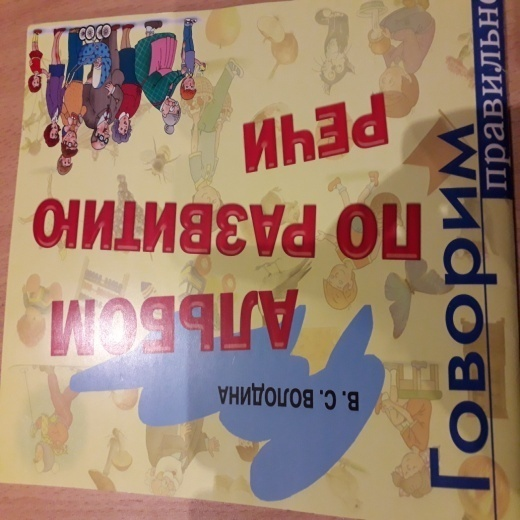 В. С. ВОЛОДИНА
АЛЬБОМ
ПО РАЗВИТИЮ
РЕЧИ
Говорим
правильно